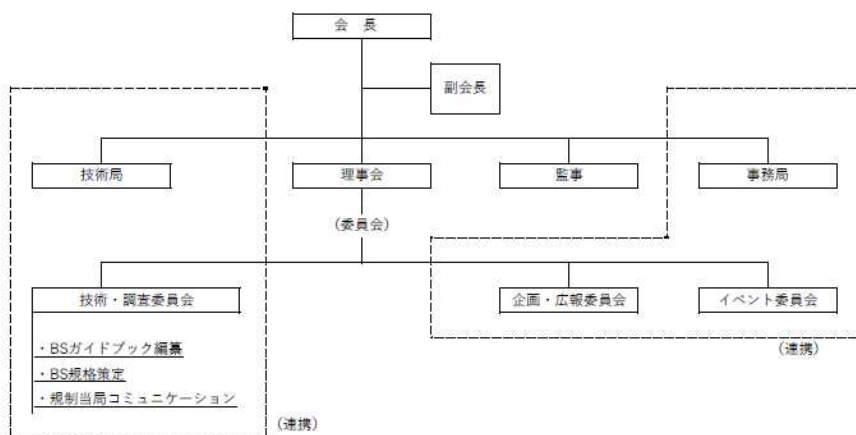 会　長
副会長
技術局
理事会
監事
事務局
(委員会)
技術・調査委員会
企画・広報委員会
イベント委員会
・BSガイドブック編纂
・BS規格策定
・規制当局コミュニケーション
(連携)
(連携)